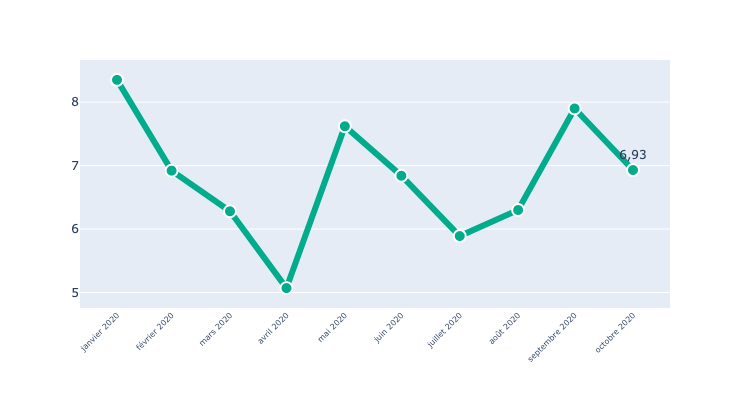 8
7
6
5
6,93
janvier 2020
février 2020
mars 2020
avril 2020
mai 2020
juin 2020
juillet 2020
août 2020
septembre 2020
octobre 2020